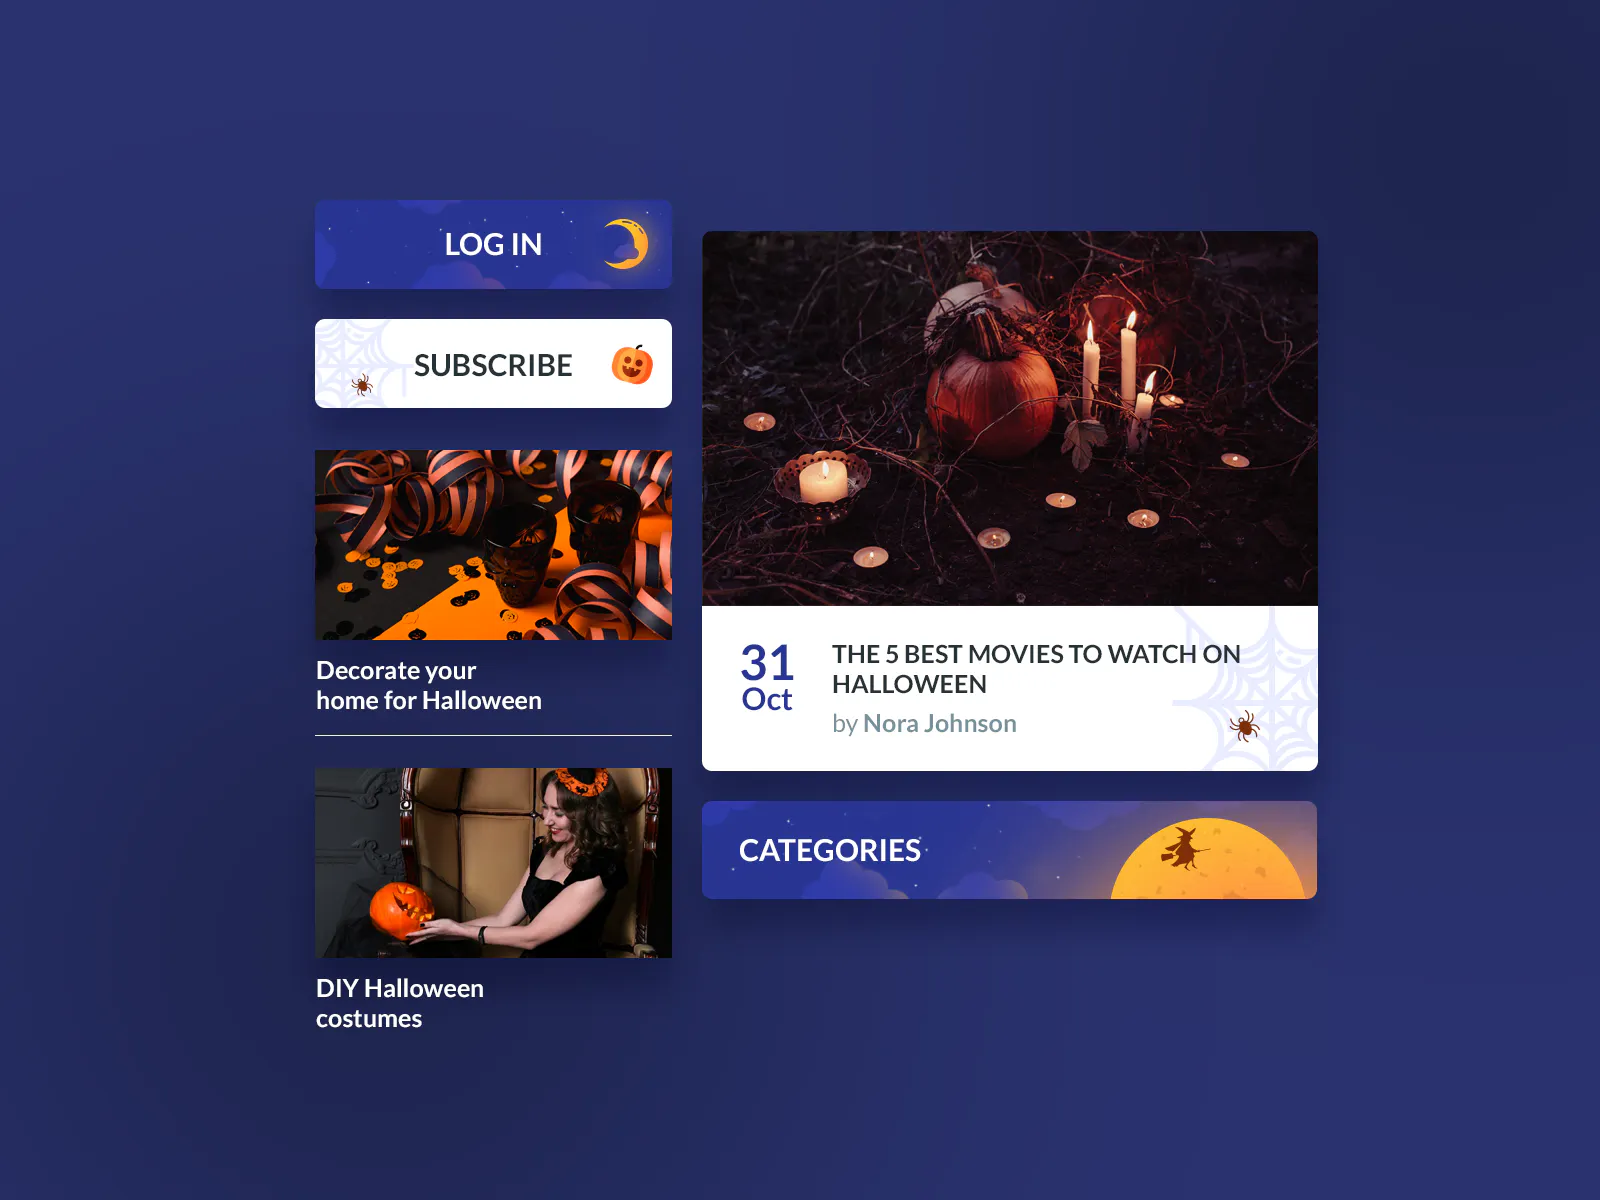 LOG IN
SUBSCRIBE
Decorate your
home for Halloween
DIY Halloween
costumes
31
Oct
THE 5 BEST MOVIES TO WATCH ON
HALLOWEEN
by Nora Johnson
CATEGORIES